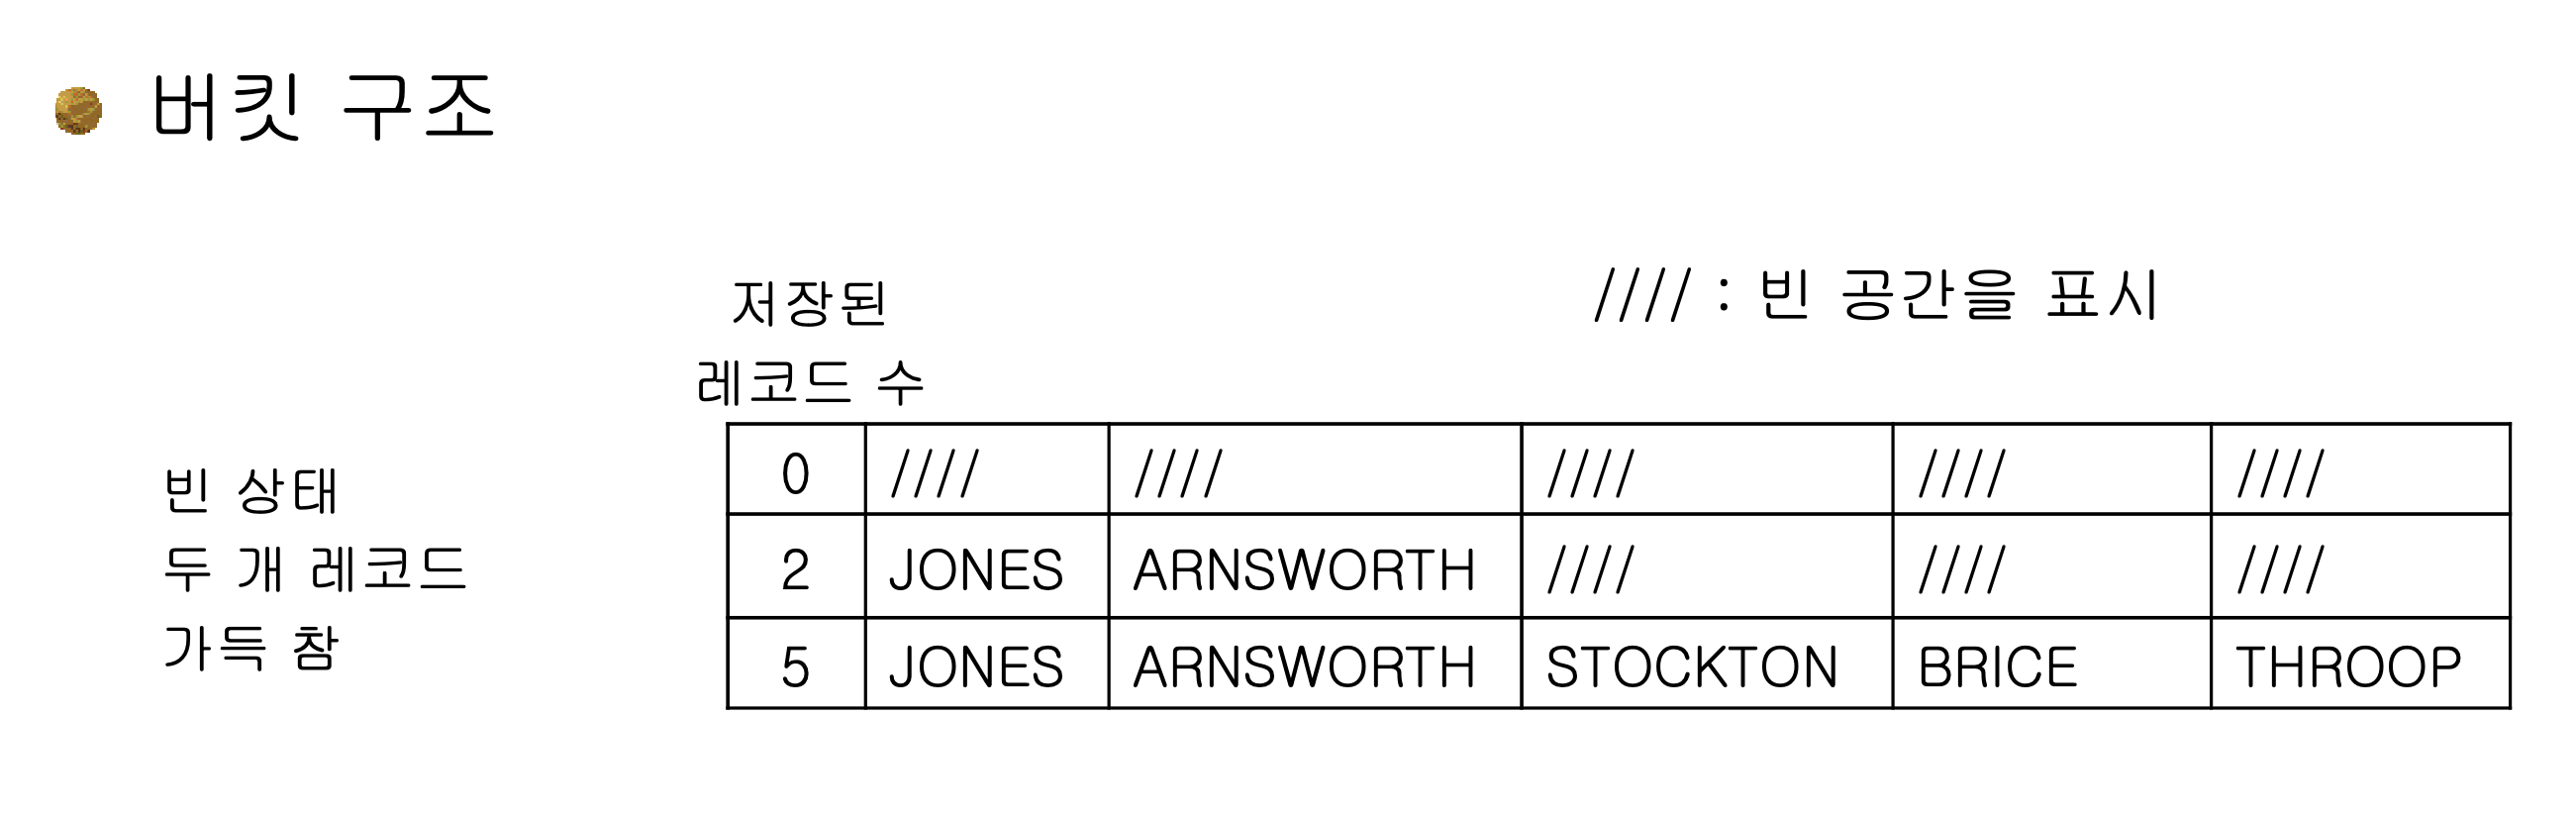 버킷 구조
//// : 빈 공간을 표시
저장된
레코드 수
빈 상태 0 //// //// //// //// ////
두 개 레코드 2 JONES ARNSWORTH //// //// ////
가득 참 5 JONES ARNSWORTH STOCKTON BRICE THROOP